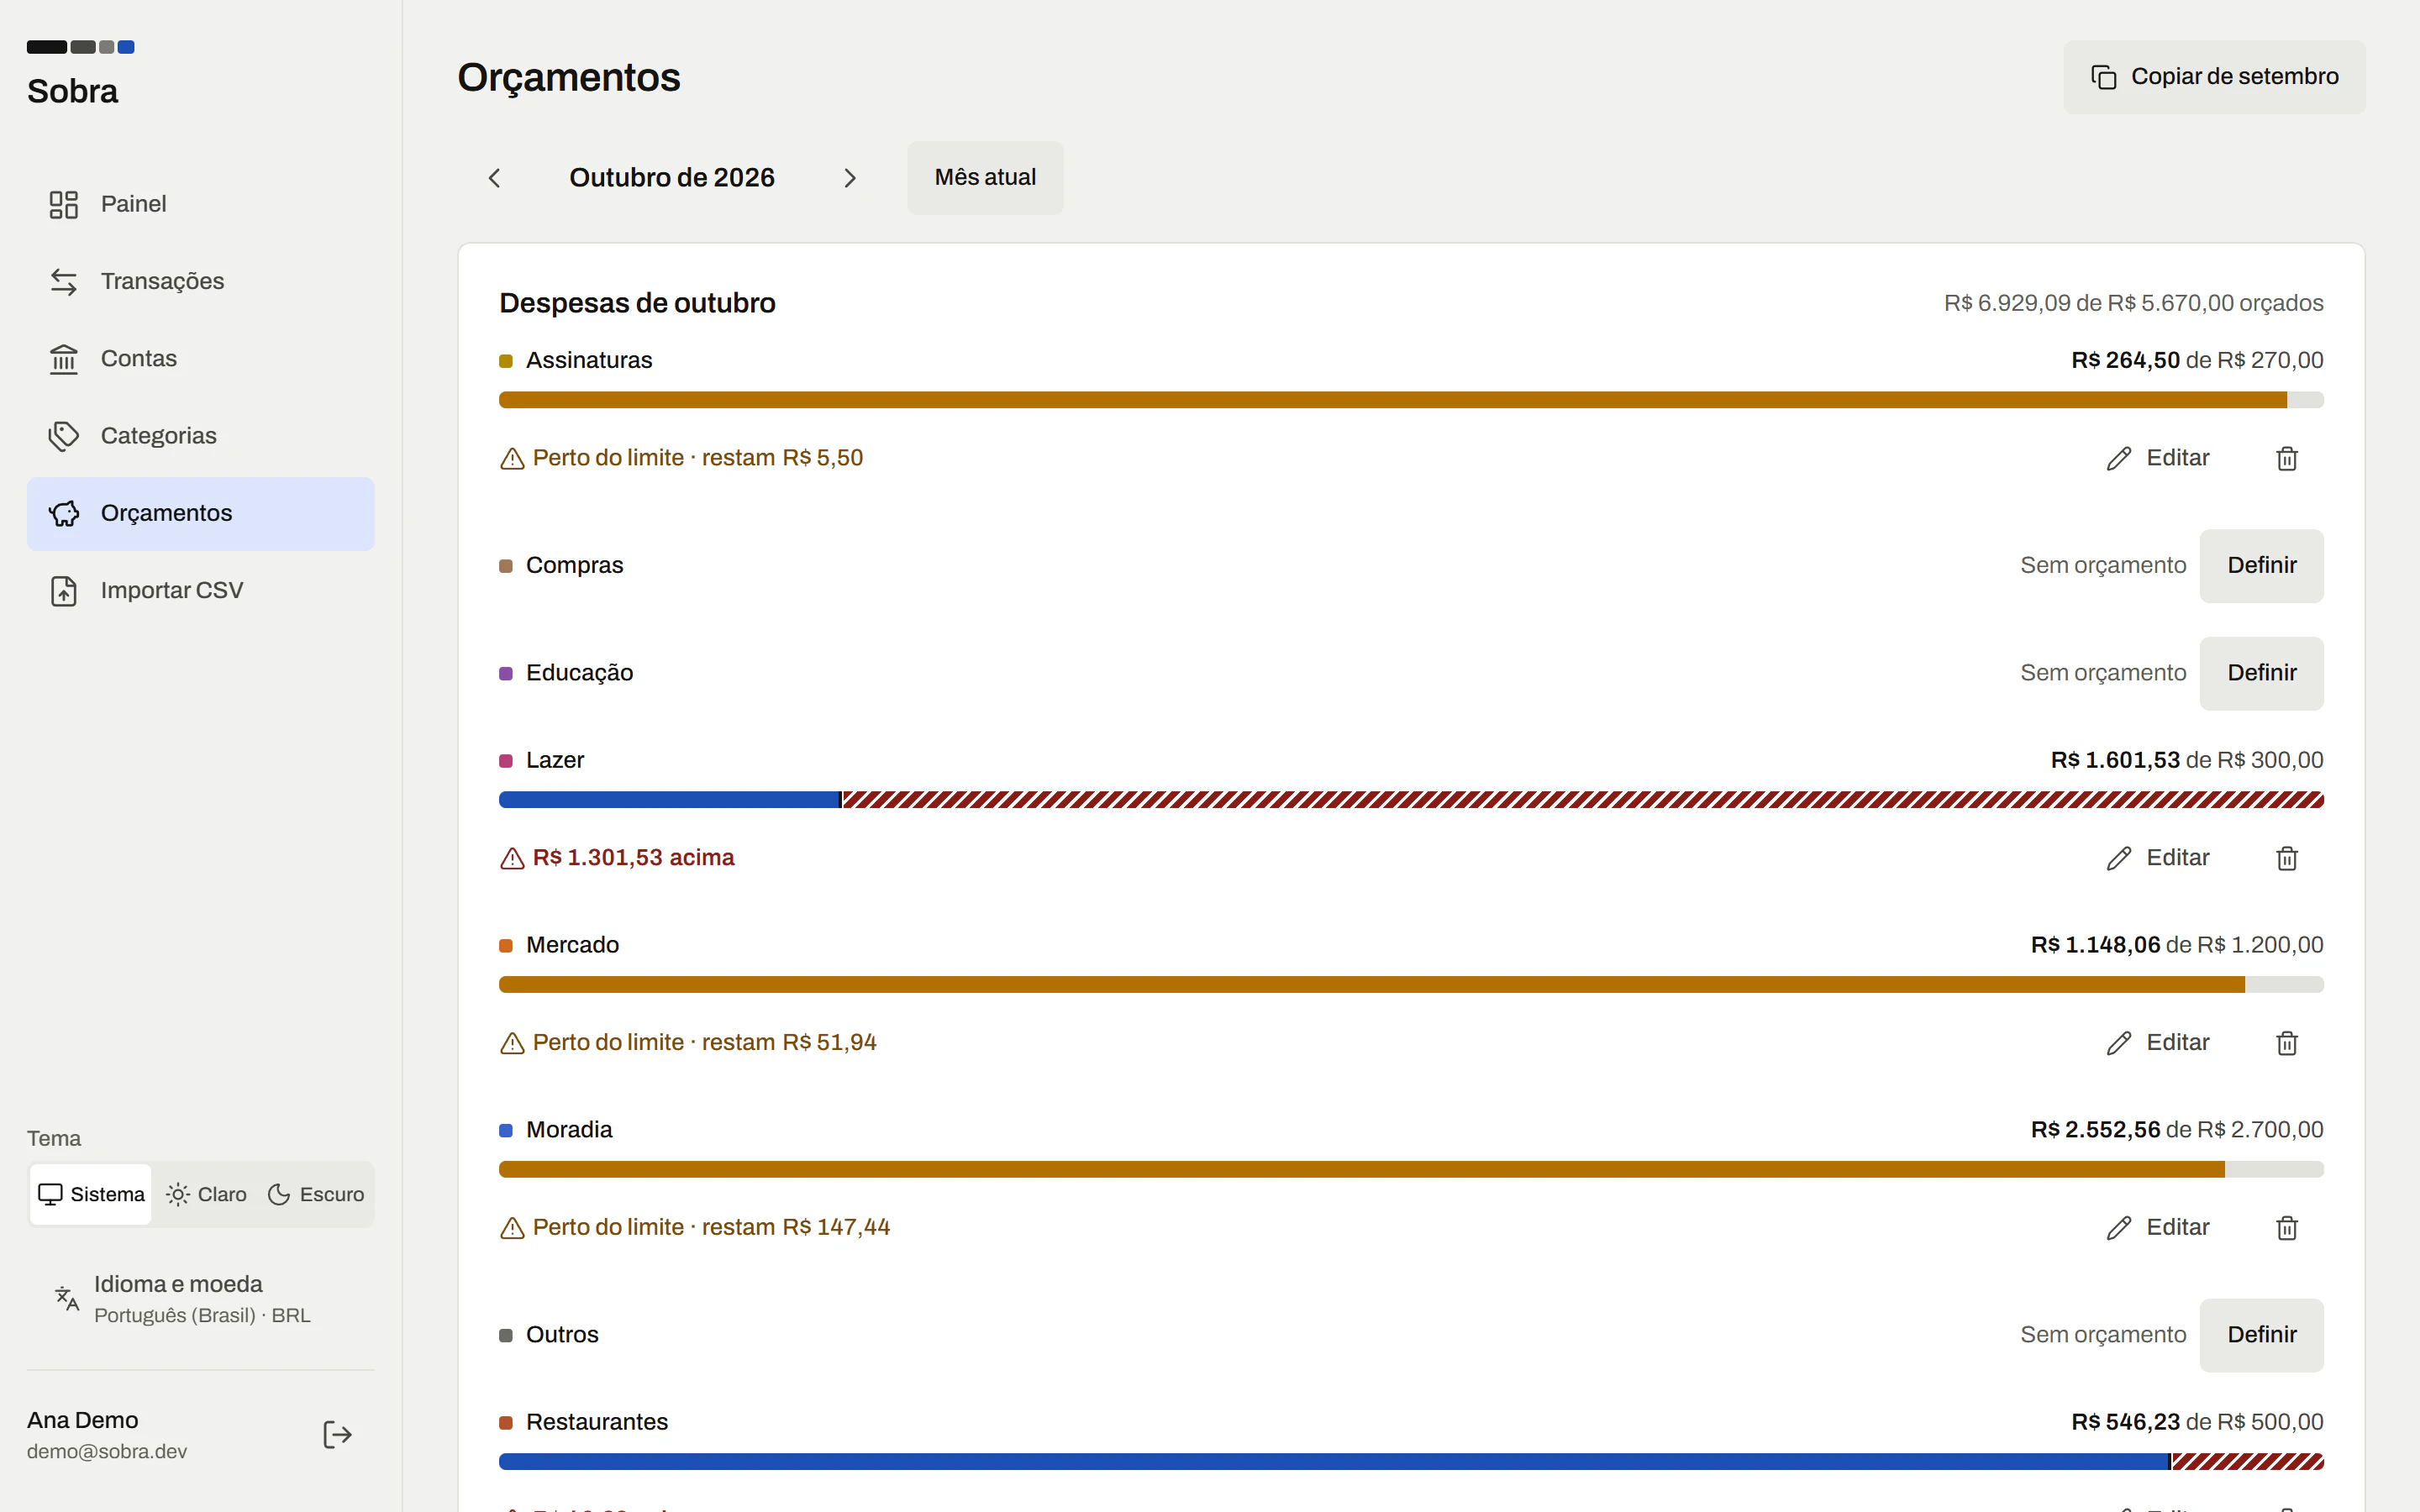 Sobra
Painel
Transações
Contas
Categorias
Orçamentos
Importar CSV
Tema
Sistema Claro Escuro
Idioma e moeda
Português (Brasil) · BRL
Ana Demo
demo@sobra.dev
Orçamentos
Copiar de setembro
Outubro de 2026 Mês atual
Despesas de outubro R$ 6.929,09 de R$ 5.670,00 orçados
Assinaturas R$ 264,50 de R$ 270,00
Perto do limite · restam R$ 5,50 Editar
Compras Sem orçamento Definir
Educação Sem orçamento Definir
Lazer R$ 1.601,53 de R$ 300,00
R$ 1.301,53 acima Editar
Mercado R$ 1.148,06 de R$ 1.200,00
Perto do limite · restam R$ 51,94 Editar
Moradia R$ 2.552,56 de R$ 2.700,00
Perto do limite · restam R$ 147,44 Editar
Outros Sem orçamento Definir
Restaurantes R$ 546,23 de R$ 500,00